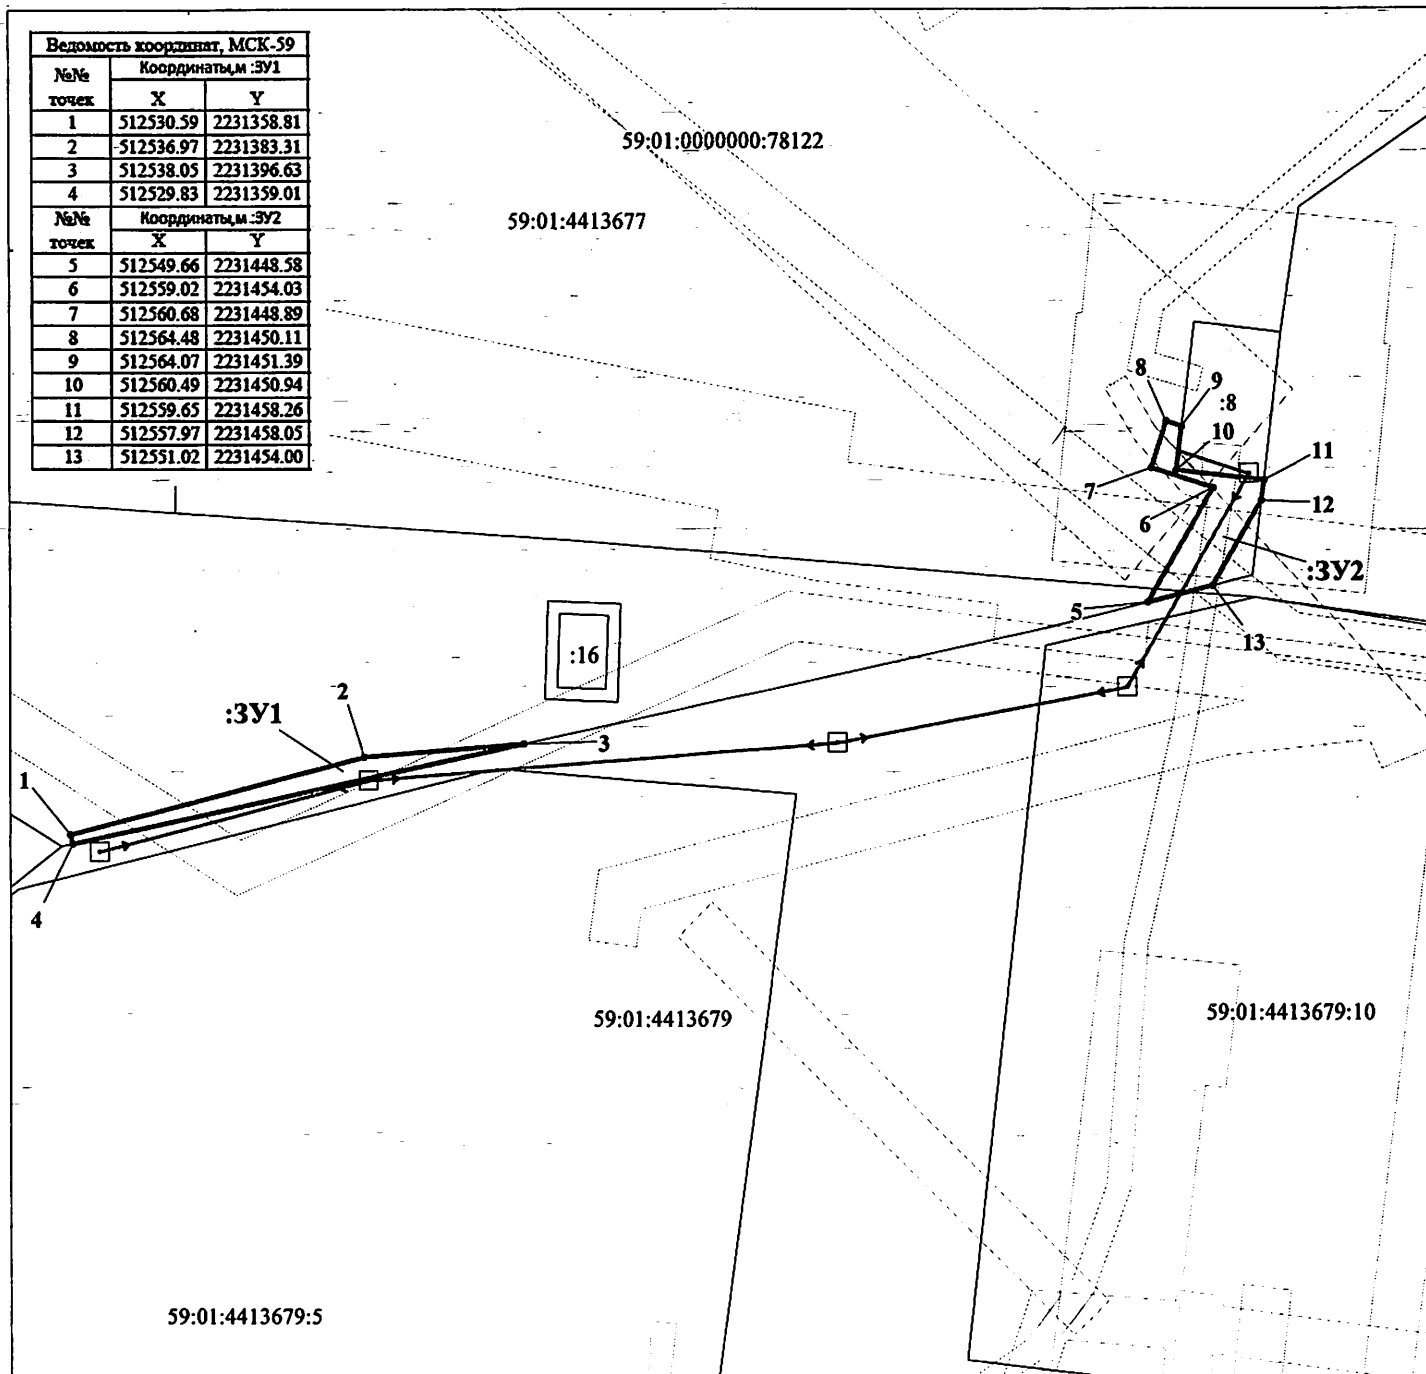 Ведомость координат, МСК-59
№№ точек Координаты,м :ЗУ1
X Y
1 512530.59 2231358.81
2 512536.97 2231383.31
3 512538.05 2231396.63
4 512529.83 2231359.01
№№ точек Координаты,м :ЗУ2
X Y
5 512549.66 2231448.58
6 512559.02 2231454.03
7 512560.68 2231448.89
8 512564.48 2231450.11
9 512564.07 2231451.39
10 512560.49 2231450.94
11 512559.65 2231458.26
12 512557.97 2231458.05
13 512551.02 2231454.00
59:01:0000000:78122
59:01:4413677
8
9
:8
10
11
7
6
12
:ЗУ2
5
13
:16
2
:ЗУ1
3
1
4
59:01:4413679
59:01:4413679:10
59:01:4413679:5